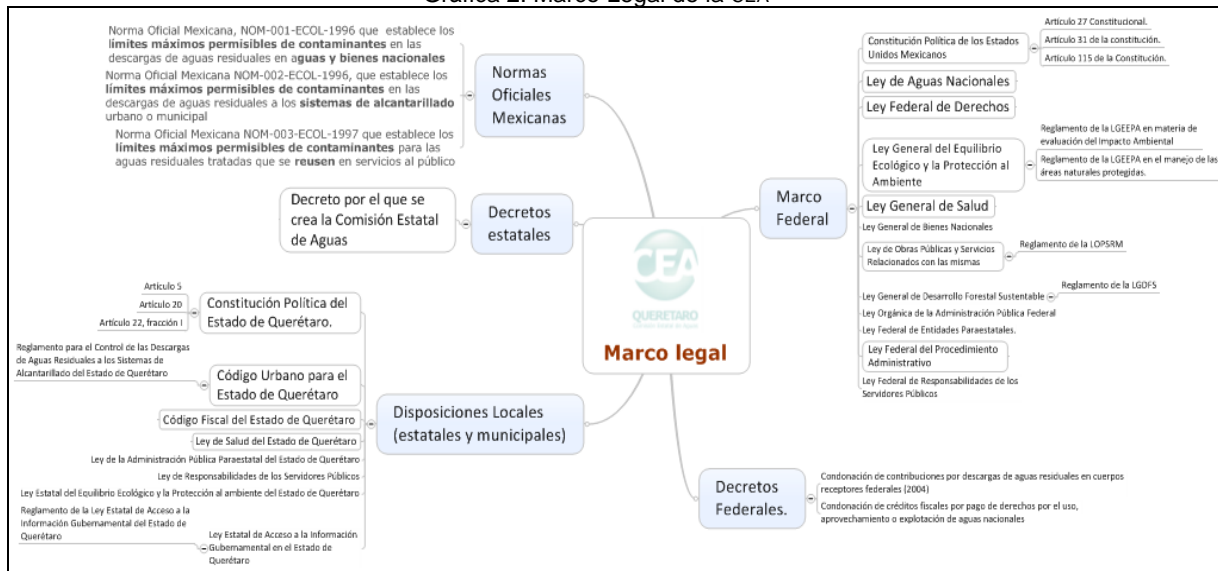 Gráfica 2. Marco Legal de la CEA
Norma Oficial Mexicana, NOM-001-ECOL-1996 que establece los
límites máximos permisibles de contaminantes en las
descargas de aguas residuales en aguas y bienes nacionales
Norma Oficial Mexicana NOM-002-ECOL-1996, que establece los
límites máximos permisibles de contaminantes en las
descargas de aguas residuales a los sistemas de alcantarillado
urbano o municipal
Norma Oficial Mexicana NOM-003-ECOL-1997 que establece los
límites máximos permisibles de contaminantes para las
aguas residuales tratadas que se reusen en servicios al público
Normas
Oficiales
Mexicanas
Decreto por el que se
crea la Comisión Estatal
de Aguas
Decretos
estatales
Artículo 5
Artículo 20
Artículo 22, fracción I
Constitución Política del
Estado de Querétaro.
Reglamento para el Control de las Descargas
de Aguas Residuales a los Sistemas de
Alcantarillado del Estado de Querétaro
Código Urbano para el
Estado de Querétaro
Código Fiscal del Estado de Querétaro
Ley de Salud del Estado de Querétaro
Ley de la Administración Pública Paraestatal del Estado de Querétaro
Ley de Responsabilidades de los Servidores Públicos
Ley Estatal del Equilibrio Ecológico y la Protección al ambiente del Estado de Querétaro
Reglamento de la Ley Estatal de Acceso a la
Información Gubernamental del Estado de
Querétaro
Ley Estatal de Acceso a la Información
Gubernamental en el Estado de
Querétaro
Disposiciones Locales
(estatales y municipales)
CEA
QUERETARO
Marco legal
Marco
Federal
Constitución Política de los Estados
Unidos Mexicanos
Artículo 27 Constitucional.
Artículo 31 de la constitución.
Artículo 115 de la Constitución.
Ley de Aguas Nacionales
Ley Federal de Derechos
Ley General del Equilibrio
Ecológico y la Protección al
Ambiente
Reglamento de la LGEEPA en materia de
evaluación del Impacto Ambiental
Reglamento de la LGEEPA en el manejo de las
áreas naturales protegidas.
Ley General de Salud
Ley General de Bienes Nacionales
Ley de Obras Públicas y Servicios
Relacionados con las mismas
Reglamento de la LOPSRM
Ley General de Desarrollo Forestal Sustentable
Reglamento de la LGDFS
Ley Orgánica de la Administración Pública Federal
Ley Federal de Entidades Paraestatales.
Ley Federal del Procedimiento
Administrativo
Ley Federal de Responsabilidades de los
Servidores Públicos
Decretos
Federales.
Condonación de contribuciones por descargas de aguas residuales en cuerpos
receptores federales (2004)
Condonación de créditos fiscales por pago de derechos por el uso,
aprovechamiento o explotación de aguas nacionales